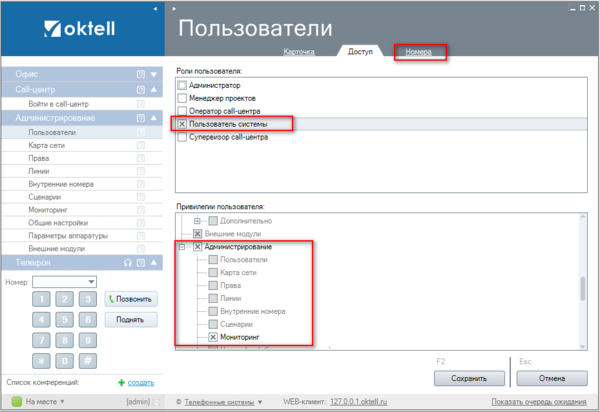 oktell
Пользователи
Карточка
Доступ
Номера
Офис
Call-центр
Войти в call-центр
Администрирование
Пользователи
Карта сети
Права
Линии
Внутренние номера
Сценарии
Мониторинг
Общие настройки
Параметры аппаратуры
Внешние модули
Телефон
Номер:
1 2 3
Позвонить
4 5 6
Поднять
7 8 9
* 0 #
Список конференций:
создать
Роли пользователя:
Администратор
Менеджер проектов
Оператор call-центра
Пользователь системы
Супервизор call-центра
Привилегии пользователя:
Дополнительно
Внешние модули
Администрирование
Пользователи
Карта сети
Права
Линии
Внутренние номера
Сценарии
Мониторинг
F2
Esc
Сохранить
Отмена
На месте
[admin]
© Телефонные системы
WEB-клиент: 127.0.0.1.oktell.ru
Показать очередь ожидания